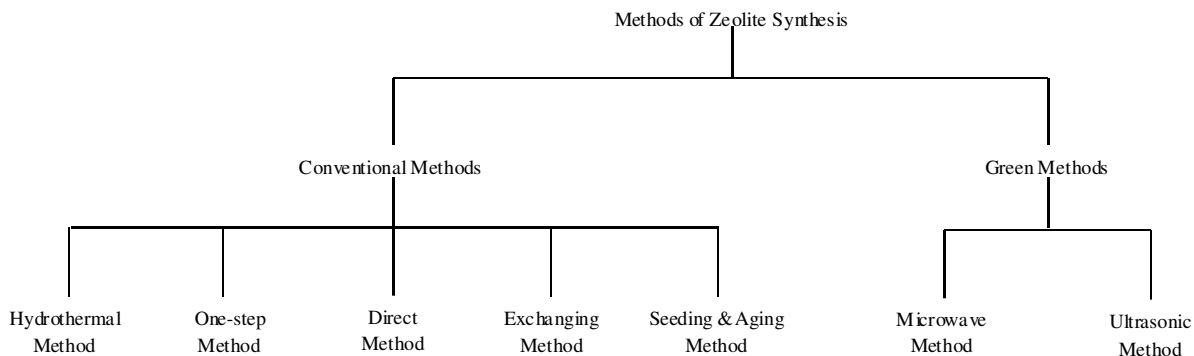 Methods of Zeolite Synthesis
Conventional Methods
Green Methods
Hydrothermal
Method
One-step
Method
Direct
Method
Exchanging
Method
Seeding & Aging
Method
Microwave
Method
Ultrasonic
Method